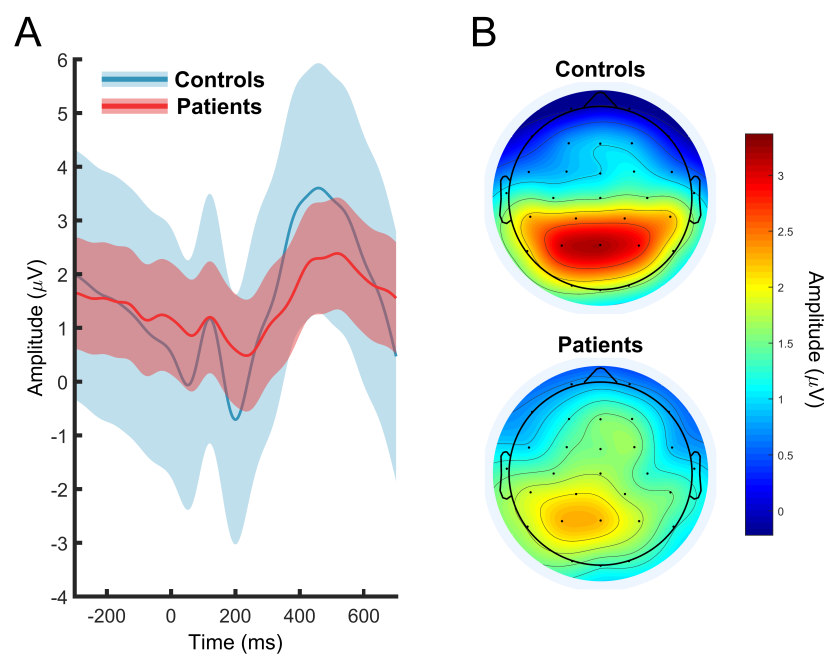 A
B
Controls
Patients
6
5
4
3
2
1
0
-1
-2
-3
-4
Amplitude (μV)
-200
0
200
400
600
Time (ms)
Controls
Patients
3
2.5
2
1.5
1
0.5
0
Amplitude (μV)